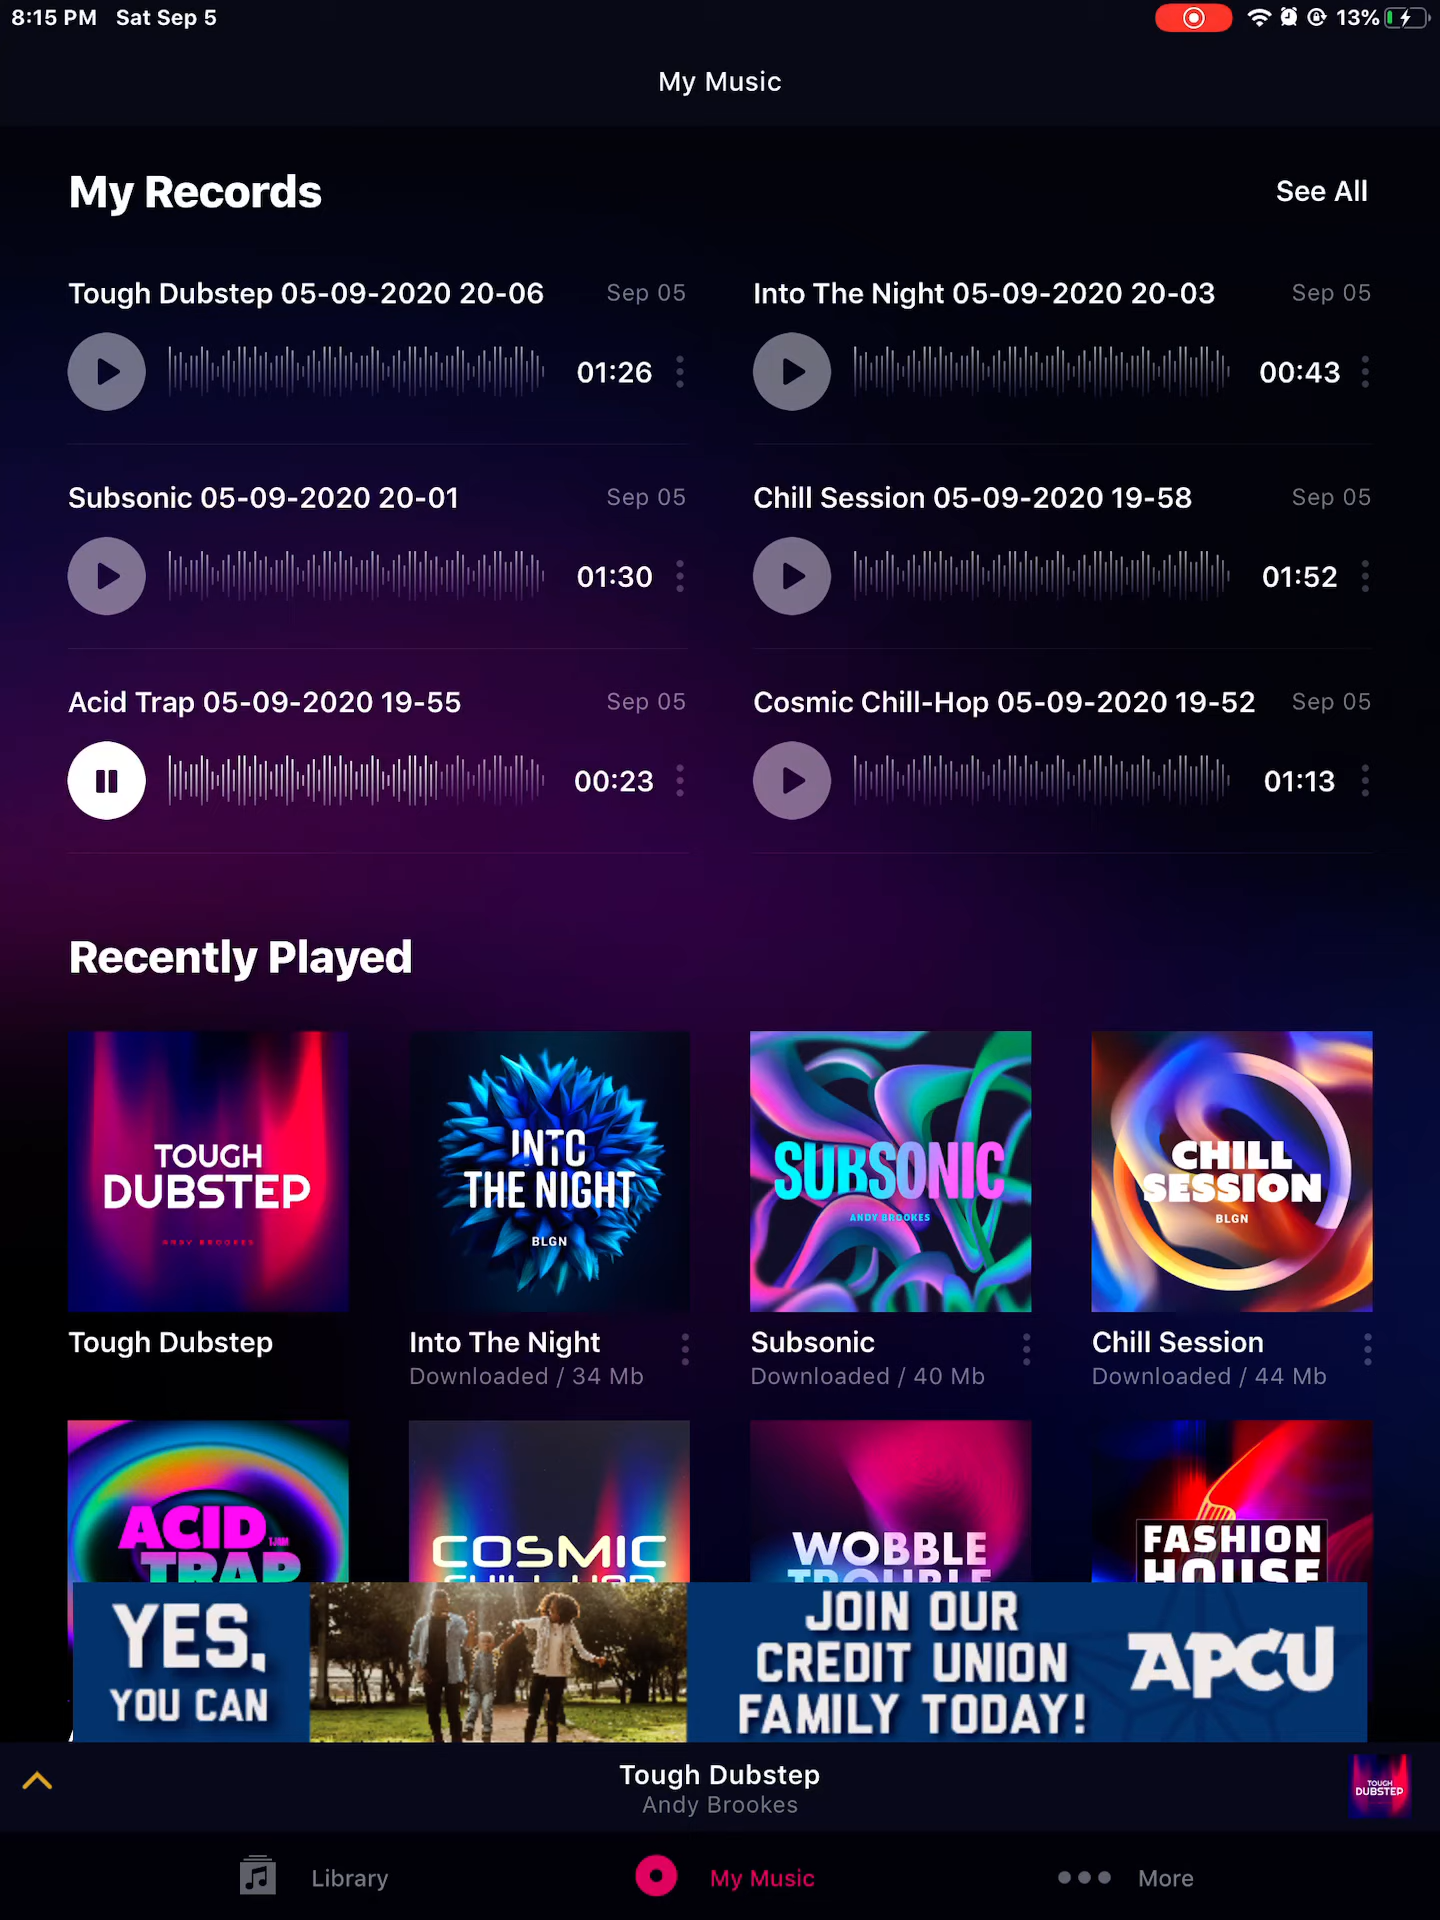 8:15 PM Sat Sep 5 13%
My Music
My Records See All
Tough Dubstep 05-09-2020 20-06 Sep 05
01:26
Into The Night 05-09-2020 20-03 Sep 05
00:43
Subsonic 05-09-2020 20-01 Sep 05
01:30
Chill Session 05-09-2020 19-58 Sep 05
01:52
Acid Trap 05-09-2020 19-55 Sep 05
00:23
Cosmic Chill-Hop 05-09-2020 19-52 Sep 05
01:13
Recently Played
TOUGH
DUBSTEP
ANDY BROOKES
Tough Dubstep
INTO
THE NIGHT
BLGN
Into The Night
Downloaded / 34 Mb
SUBSONIC
ANDY BROOKES
Subsonic
Downloaded / 40 Mb
CHILL
SESSION
BLGN
Chill Session
Downloaded / 44 Mb
ACID
TRAP
COSMIC
CHILL-HOP
WOBBLE
TROUBLE
FASHION
HOUSE
YES,
YOU CAN
JOIN OUR
CREDIT UNION
FAMILY TODAY!
APCU
Tough Dubstep
Andy Brookes
TOUGH
DUBSTEP
Library My Music More